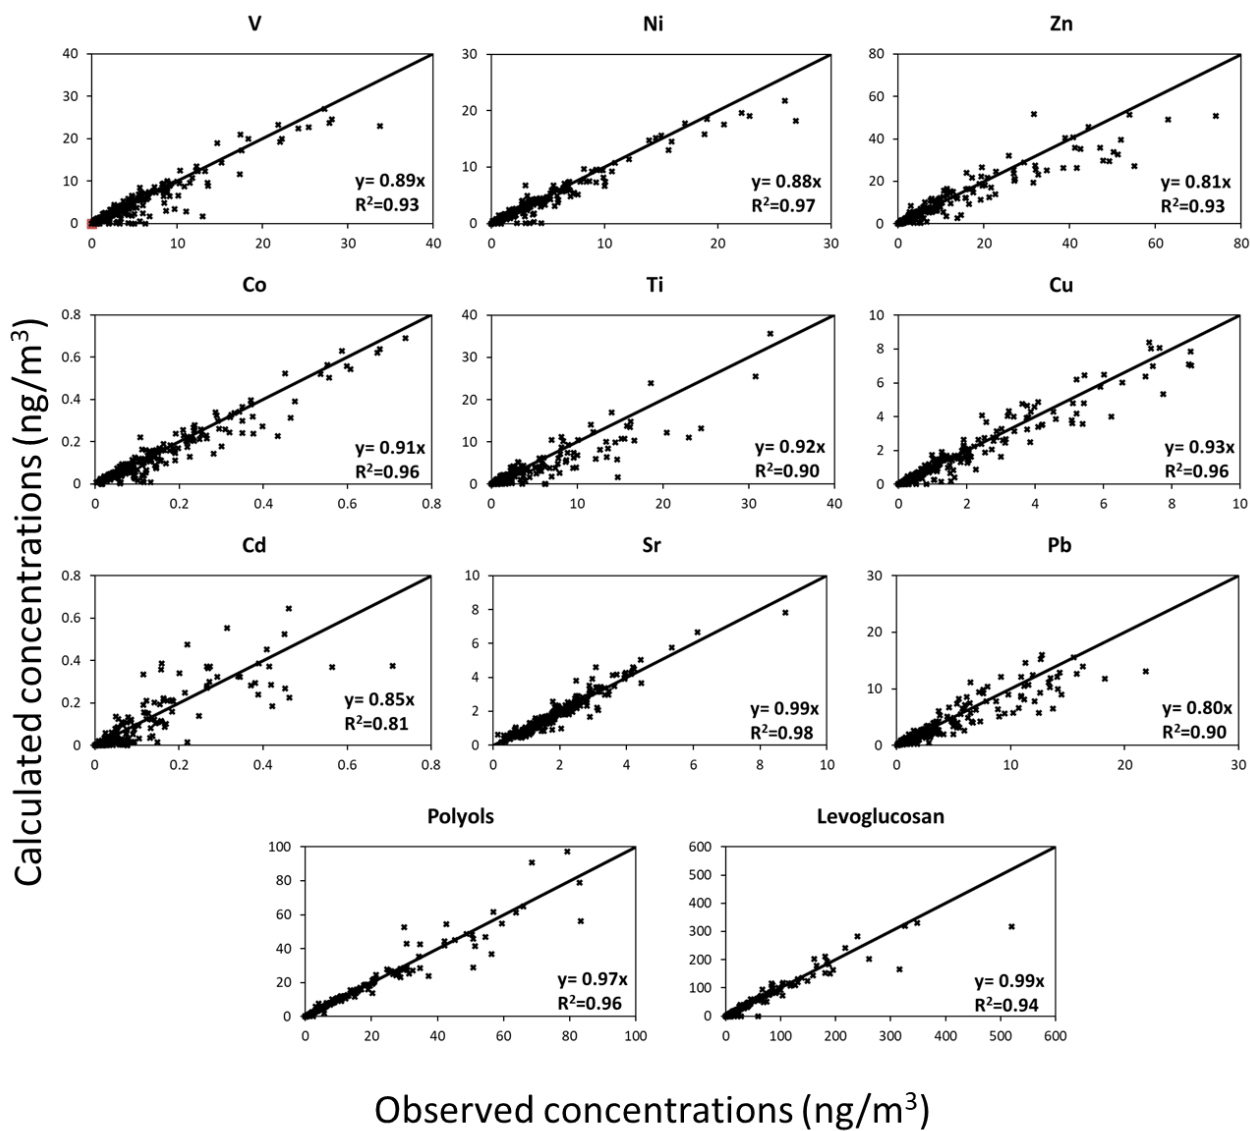 V
40
30
20
10
0
0 10 20 30 40
y= 0.89x
R²=0.93
Ni
30
20
10
0
0 10 20 30
y= 0.88x
R²=0.97
Zn
80
60
40
20
0
0 20 40 60 80
y= 0.81x
R²=0.93
Co
0.8
0.6
0.4
0.2
0
0 0.2 0.4 0.6 0.8
y= 0.91x
R²=0.96
Ti
40
30
20
10
0
0 10 20 30 40
y= 0.92x
R²=0.90
Cu
10
8
6
4
2
0
0 2 4 6 8 10
y= 0.93x
R²=0.96
Calculated concentrations (ng/m³)
Cd
0.8
0.6
0.4
0.2
0
0 0.2 0.4 0.6 0.8
y= 0.85x
R²=0.81
Sr
10
8
6
4
2
0
0 2 4 6 8 10
y= 0.99x
R²=0.98
Pb
30
20
10
0
0 10 20 30
y= 0.80x
R²=0.90
Polyols
100
80
60
40
20
0
0 20 40 60 80 100
y= 0.97x
R²=0.96
Levoglucosan
600
500
400
300
200
100
0
0 100 200 300 400 500 600
y= 0.99x
R²=0.94
Observed concentrations (ng/m³)